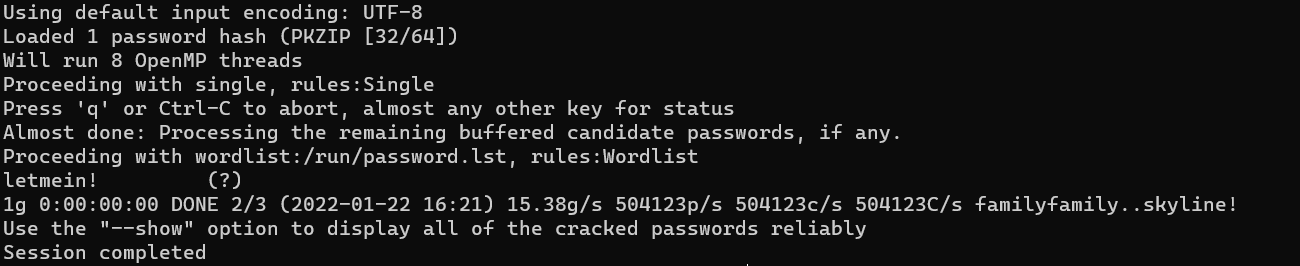 Using default input encoding: UTF-8
Loaded 1 password hash (PKZIP [32/64])
Will run 8 OpenMP threads
Proceeding with single, rules:Single
Press 'q' or Ctrl-C to abort, almost any other key for status
Almost done: Processing the remaining buffered candidate passwords, if any.
Proceeding with wordlist:/run/password.lst, rules:Wordlist
letmein!         (?)
1g 0:00:00:00 DONE 2/3 (2022-01-22 16:21) 15.38g/s 504123p/s 504123c/s 504123C/s familyfamily..skyline!
Use the "--show" option to display all of the cracked passwords reliably
Session completed